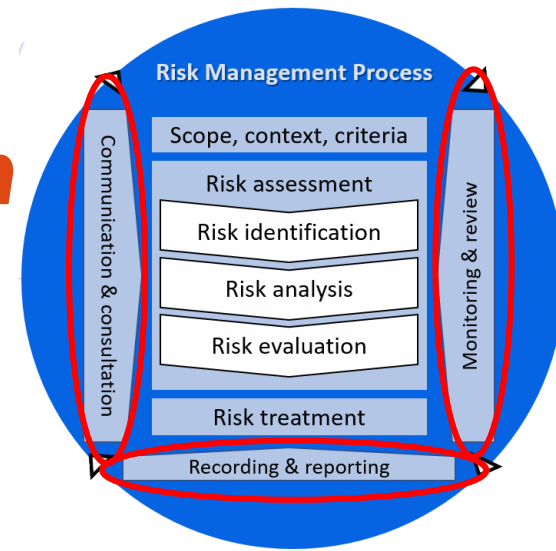 Risk Management Process
Scope, context, criteria
Risk assessment
Risk identification
Risk analysis
Risk evaluation
Risk treatment
Communication & consultation
Monitoring & review
Recording & reporting